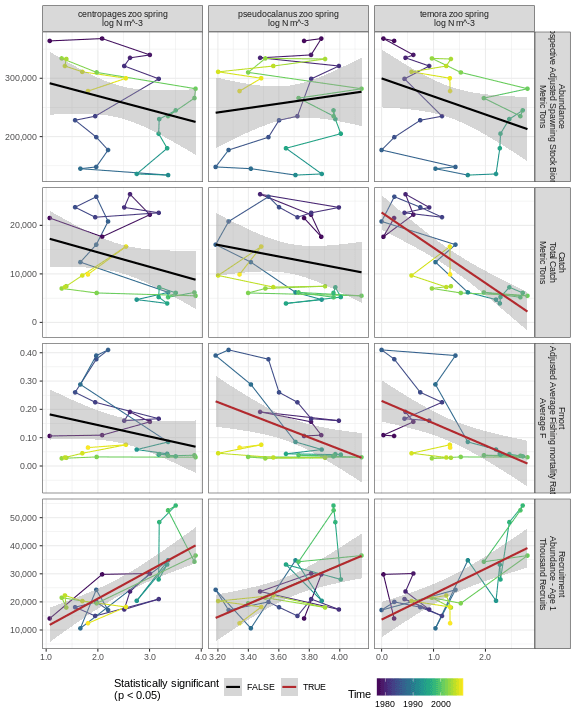 centropages zoo spring
log N m^-3
pseudocalanus zoo spring
log N m^-3
temora zoo spring
log N m^-3
300,000
200,000
Abundance
Adjusted Spawning Stock
Metric Tons
20,000
10,000
0
Catch
Total Catch
Metric Tons
0.40
0.30
0.20
0.10
0.00
Fmort
Adjusted Average Fishing mortality
Average F
50,000
40,000
30,000
20,000
10,000
Recruitment
Abundance - Age 1
Thousand Recruits
1.0 2.0 3.0 4.0 3.20 3.40 3.60 3.80 4.00 0.0 1.0 2.0
Statistically significant
(p < 0.05)
FALSE TRUE
Time
1980 1990 2000